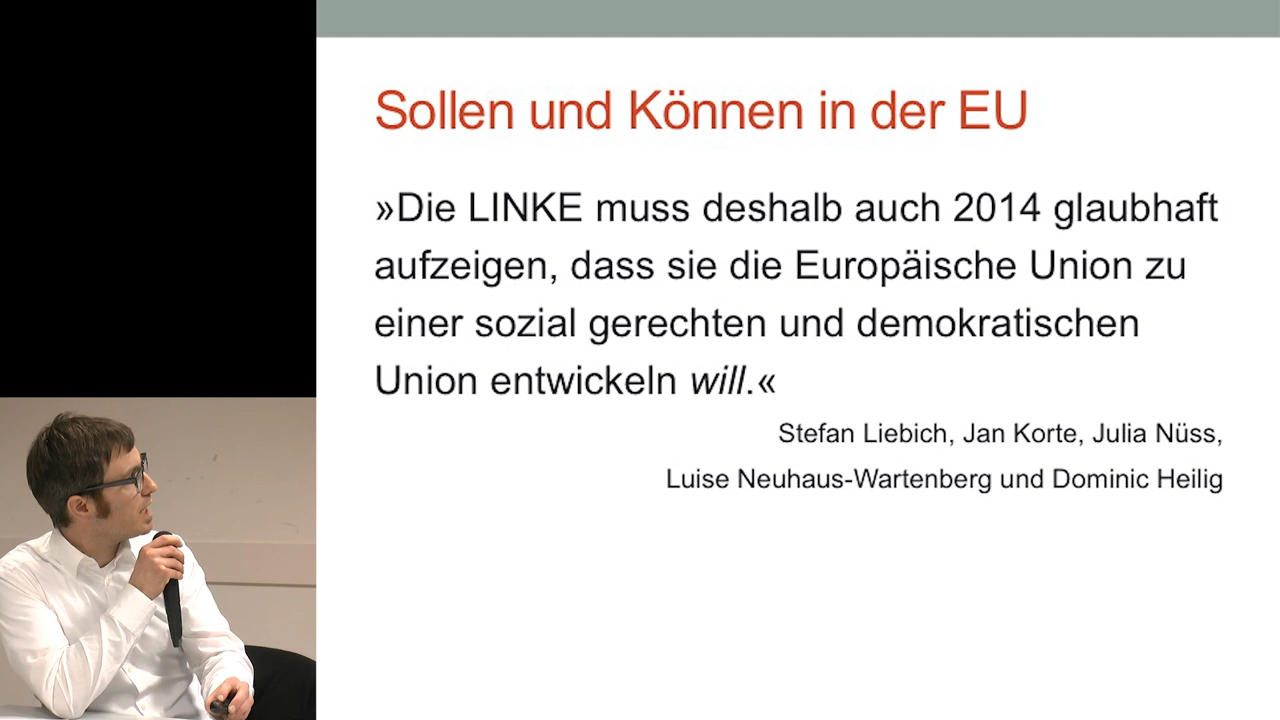 Sollen und Können in der EU
»Die LINKE muss deshalb auch 2014 glaubhaft
aufzeigen, dass sie die Europäische Union zu
einer sozial gerechten und demokratischen
Union entwickeln will.«
Stefan Liebich, Jan Korte, Julia Nüss,
Luise Neuhaus-Wartenberg und Dominic Heilig